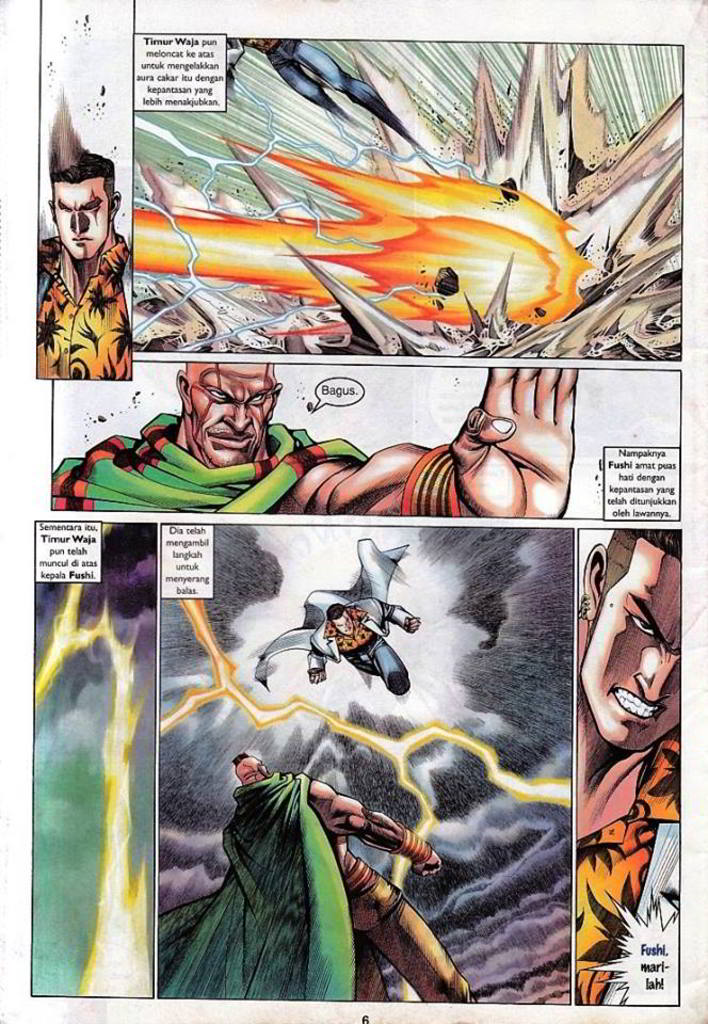 Timur Waja pun
meloncat ke atas
untuk mengelakkan
aura cakar itu dengan
kepantasan yang
lebih menakjubkan.
Bagus.
Nampaknya
Fushi amat puas
hati dengan
kepantasan yang
telah ditunjukkan
oleh lawannya.
Sementara itu,
Timur Waja
pun telah
muncul di atas
kepala Fushi.
Dia telah
mengambil
langkah
untuk
menyerang
balas.
Fushi,
mari-
lah!
6